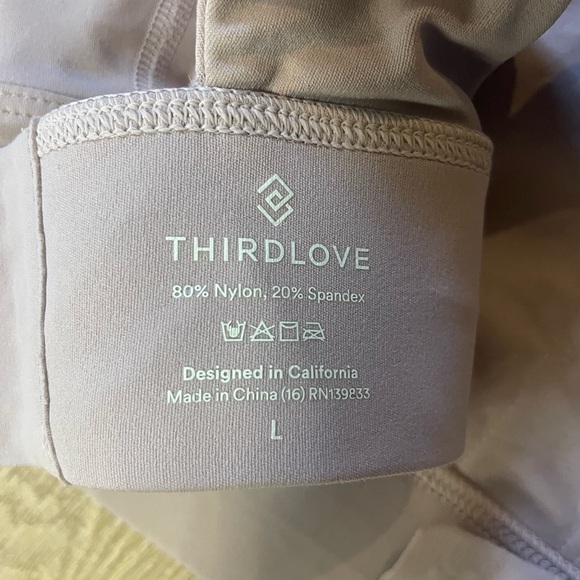 THIRDLOVE
80% Nylon, 20% Spandex
Designed in California
Made in China (16) RN139833
L